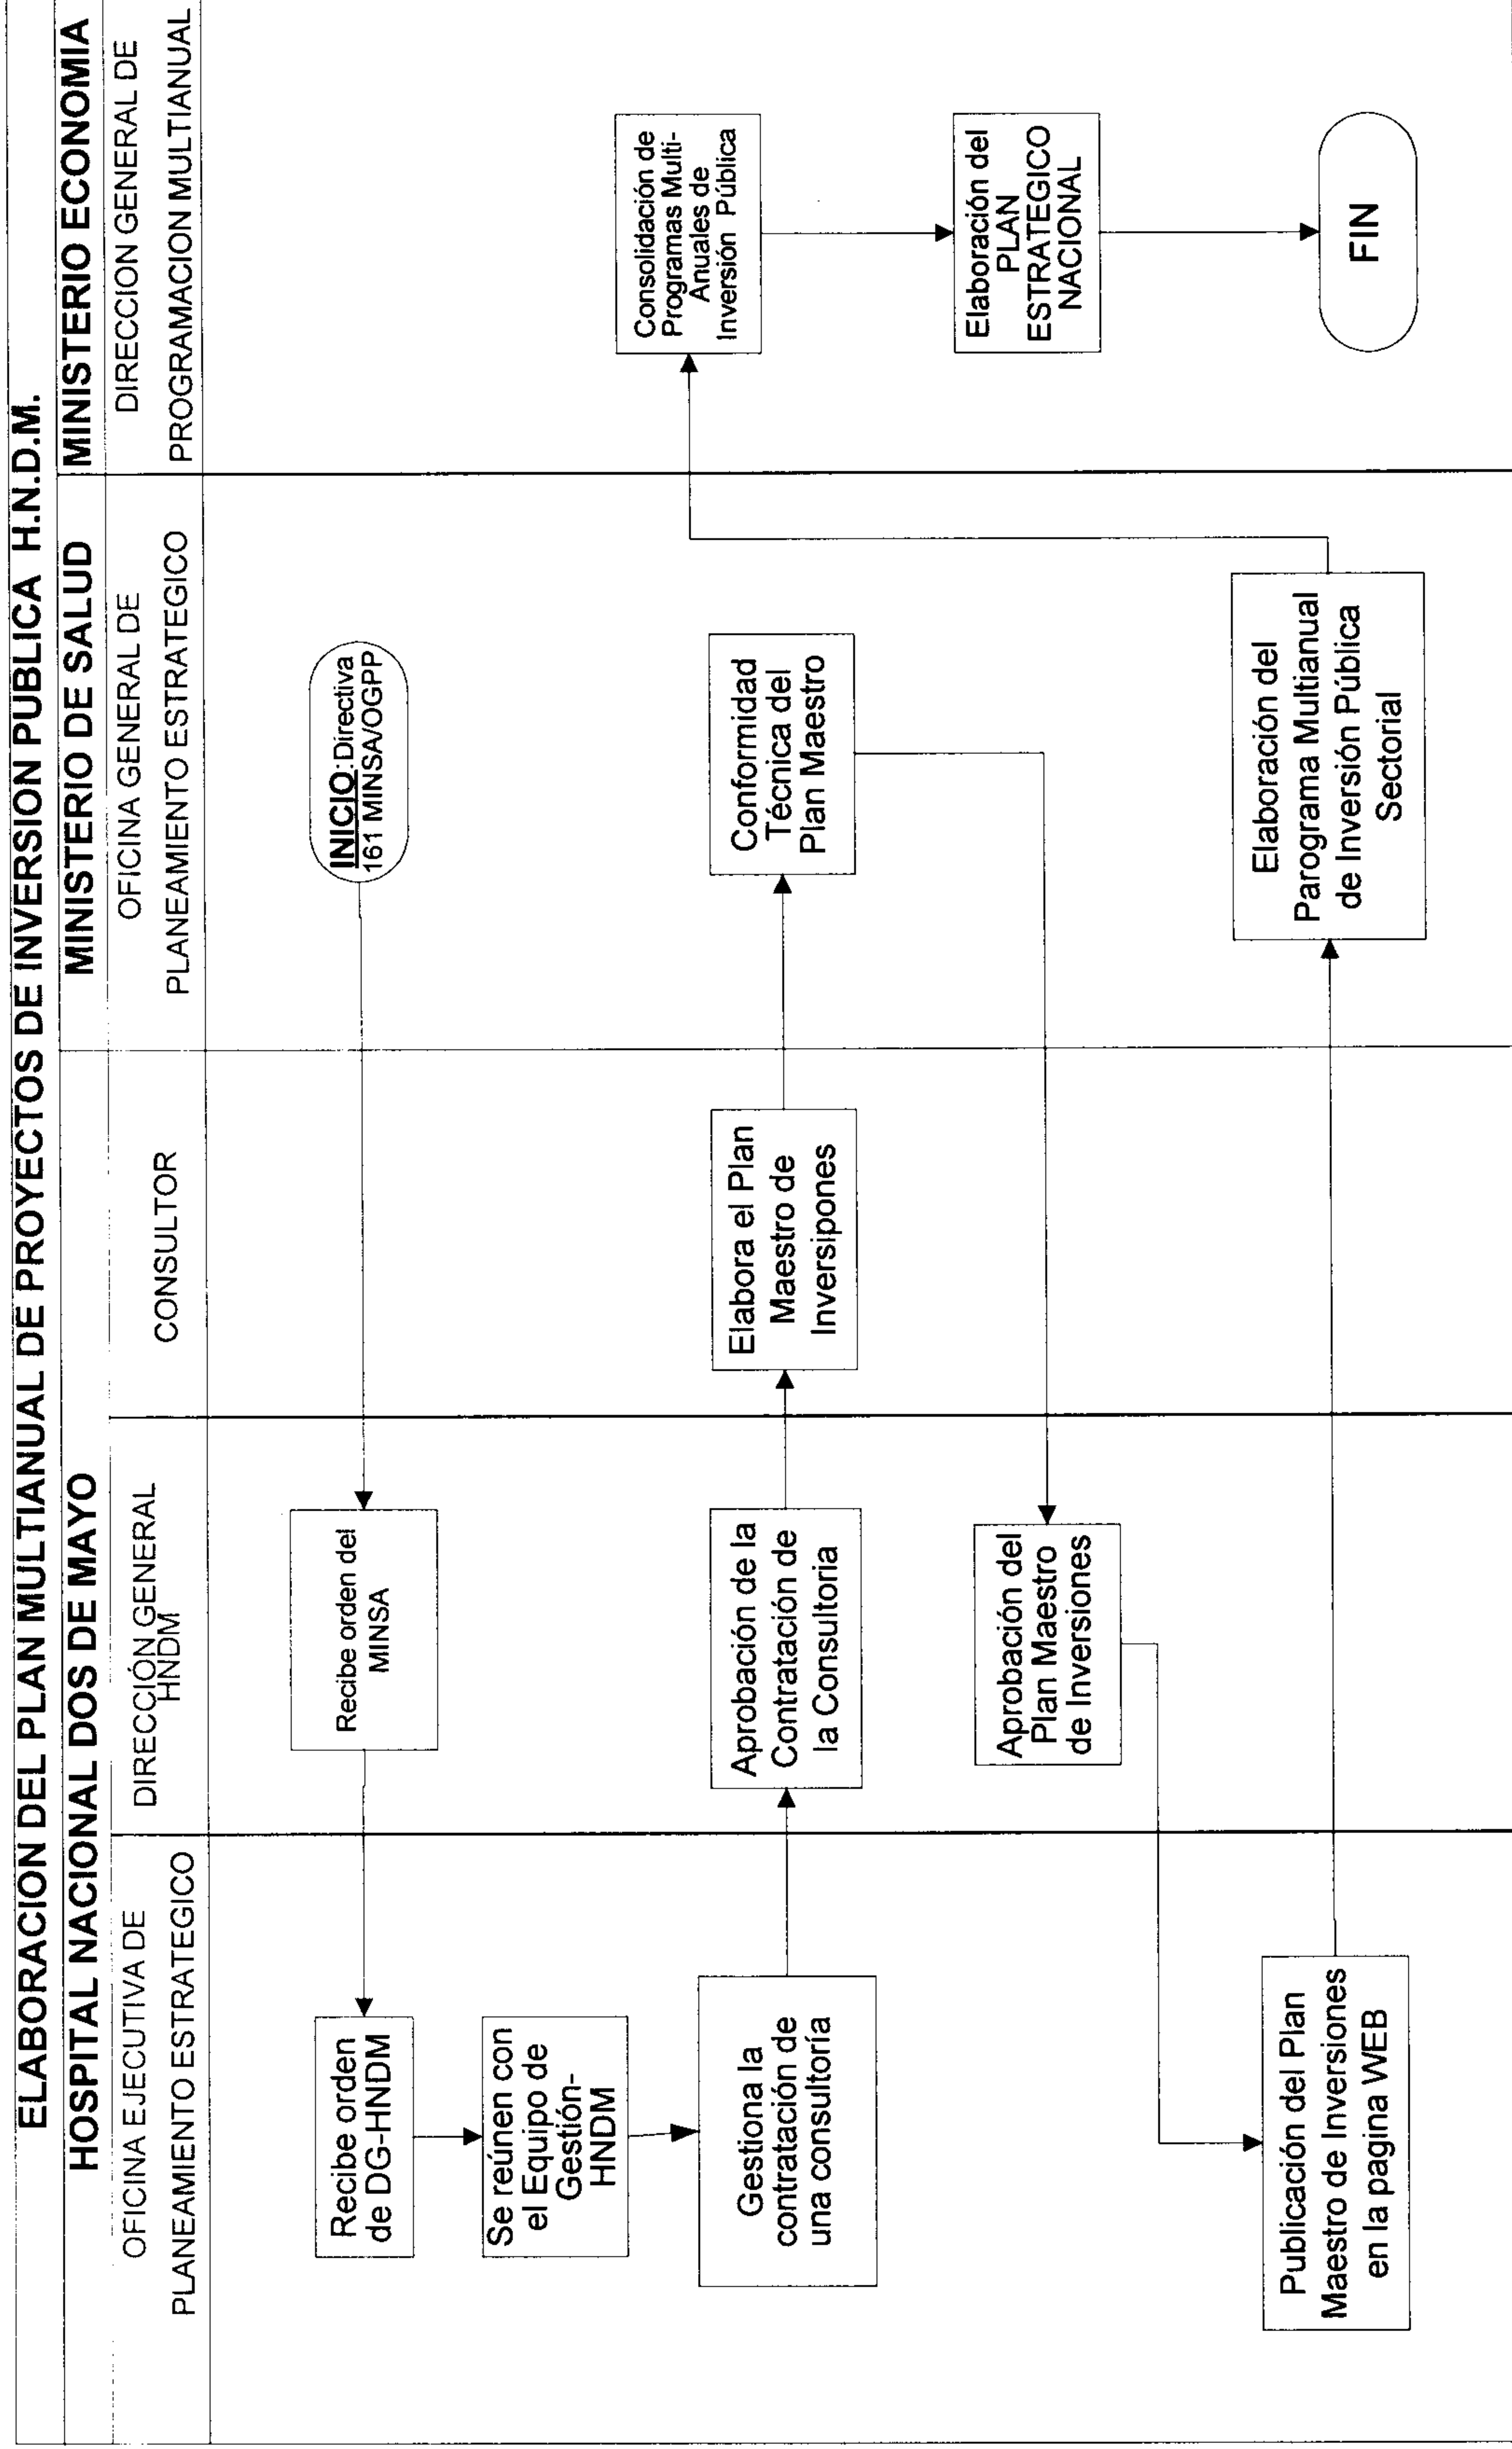 ELABORACION DEL PLAN MULTIANUAL DE PROYECTOS DE INVERSION PUBLICA H.N.D.M.
HOSPITAL NACIONAL DOS DE MAYO
MINISTERIO DE SALUD
MINISTERIO ECONOMIA
OFICINA EJECUTIVA DE
PLANEAMIENTO ESTRATEGICO
DIRECCIÓN GENERAL
HNDM
CONSULTOR
OFICINA GENERAL DE
PLANEAMIENTO ESTRATEGICO
DIRECCION GENERAL DE
PROGRAMACION MULTIANUAL
INICIO: Directiva
161 MINSA/OGPP
Recibe orden del
MINSA
Recibe orden
de DG-HNDM
Se reúnen con
el Equipo de
Gestión-
HNDM
Gestiona la
contratación de
una consultoría
Aprobación de la
Contratación de
la Consultoria
Elabora el Plan
Maestro de
Inversipones
Conformidad
Técnica del
Plan Maestro
Aprobación del
Plan Maestro
de Inversiones
Publicación del Plan
Maestro de Inversiones
en la pagina WEB
Elaboración del
Parograma Multianual
de Inversión Pública
Sectorial
Consolidación de
Programas Multi-
Anuales de
Inversión Pública
Elaboración del
PLAN
ESTRATEGICO
NACIONAL
FIN